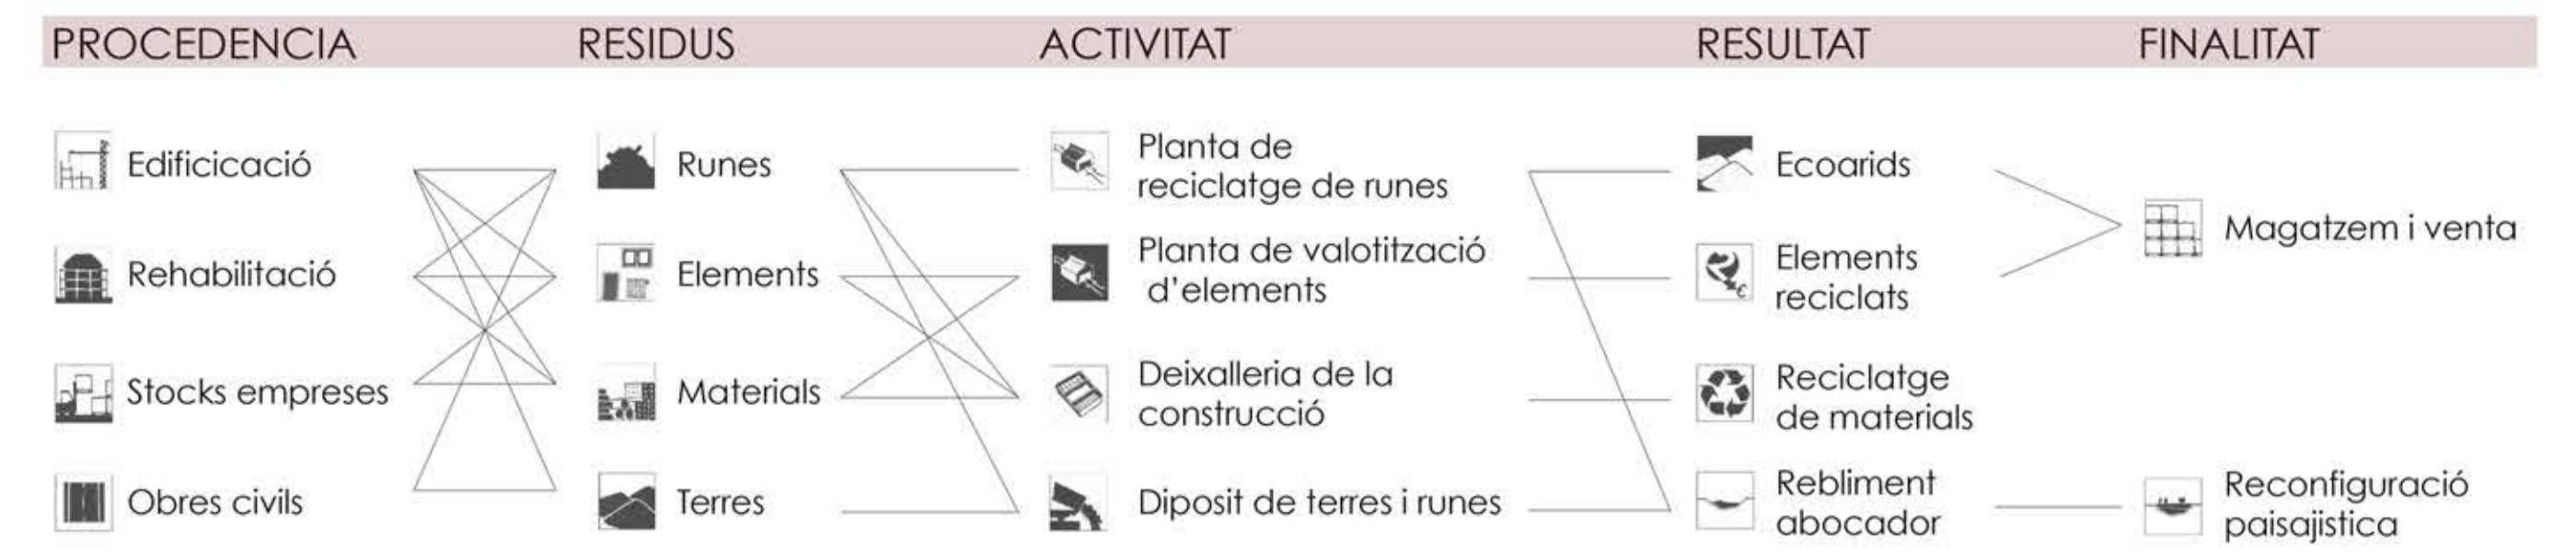 PROCEDENCIA
RESIDUS
ACTIVITAT
RESULTAT
FINALITAT
Edificicació
Rehabilitació
Stocks empreses
Obres civils
Runes
Elements
Materials
Terres
Planta de
reciclatge de runes
Planta de valotització
d'elements
Deixalleria de la
construcció
Diposit de terres i runes
Ecoarids
Elements
reciclats
Reciclatge
de materials
Rebliment
abocador
Magatzem i venta
Reconfiguració
paisajistica